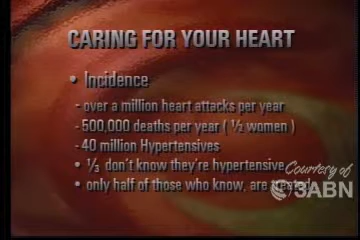 CARING FOR YOUR HEART
• Incidence
- over a million heart attacks per year
- 500,000 deaths per year ( ½ women )
- 40 million Hypertensives
• ⅓ don't know they're hypertensive
• only half of those who know, are treated
Courtesy of
3ABN